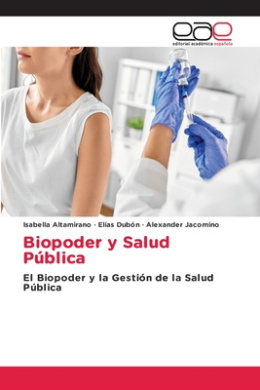 eae
editorial académica española
Isabella Altamirano · Elías Dubón · Alexander Jacomino
Biopoder y Salud
Pública
El Biopoder y la Gestión de la Salud
Pública